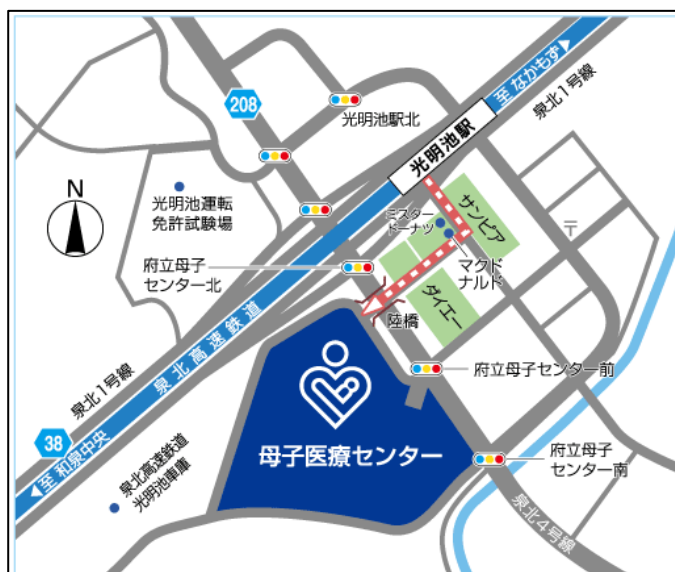 208
光明池駅北
至 なかもず
泉北1号線
光明池駅
N
光明池運転
免許試験場
ミスター
ドーナツ
サンピア
〒
マクド
ナルド
府立母子
センター北
ダイエー
陸橋
泉北高速鉄道
泉北1号線
府立母子センター前
母子医療センター
38
至 和泉中央
泉北高速鉄道
光明池車庫
府立母子
センター南
泉北4号線